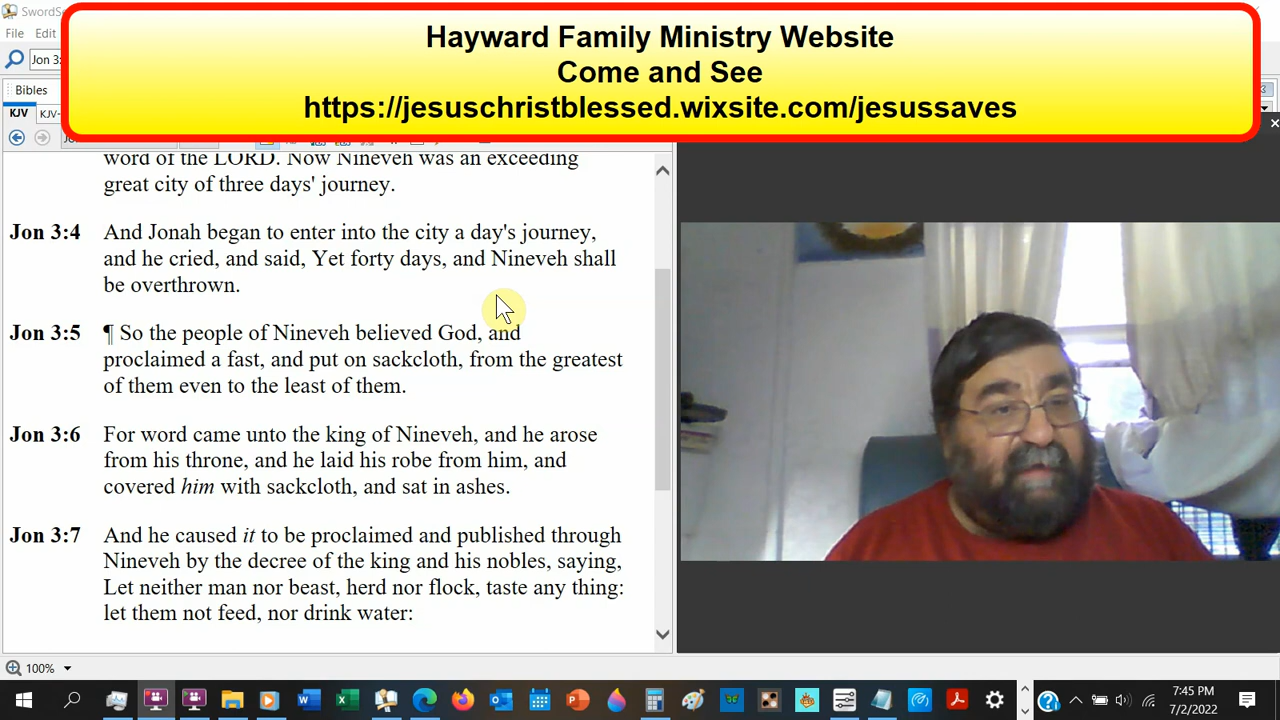 SwordSe
Hayward Family Ministry Website
Come and See
https://jesuschristblessed.wixsite.com/jesussaves
File Edit
Jon 3:
Bibles
KJV KJV-
word of the LORD. Now Nineveh was an exceeding
great city of three days' journey.
Jon 3:4 And Jonah began to enter into the city a day's journey,
and he cried, and said, Yet forty days, and Nineveh shall
be overthrown.
Jon 3:5 ¶ So the people of Nineveh believed God, and
proclaimed a fast, and put on sackcloth, from the greatest
of them even to the least of them.
Jon 3:6 For word came unto the king of Nineveh, and he arose
from his throne, and he laid his robe from him, and
covered him with sackcloth, and sat in ashes.
Jon 3:7 And he caused it to be proclaimed and published through
Nineveh by the decree of the king and his nobles, saying,
Let neither man nor beast, herd nor flock, taste any thing:
let them not feed, nor drink water:
100%
7:45 PM
7/2/2022